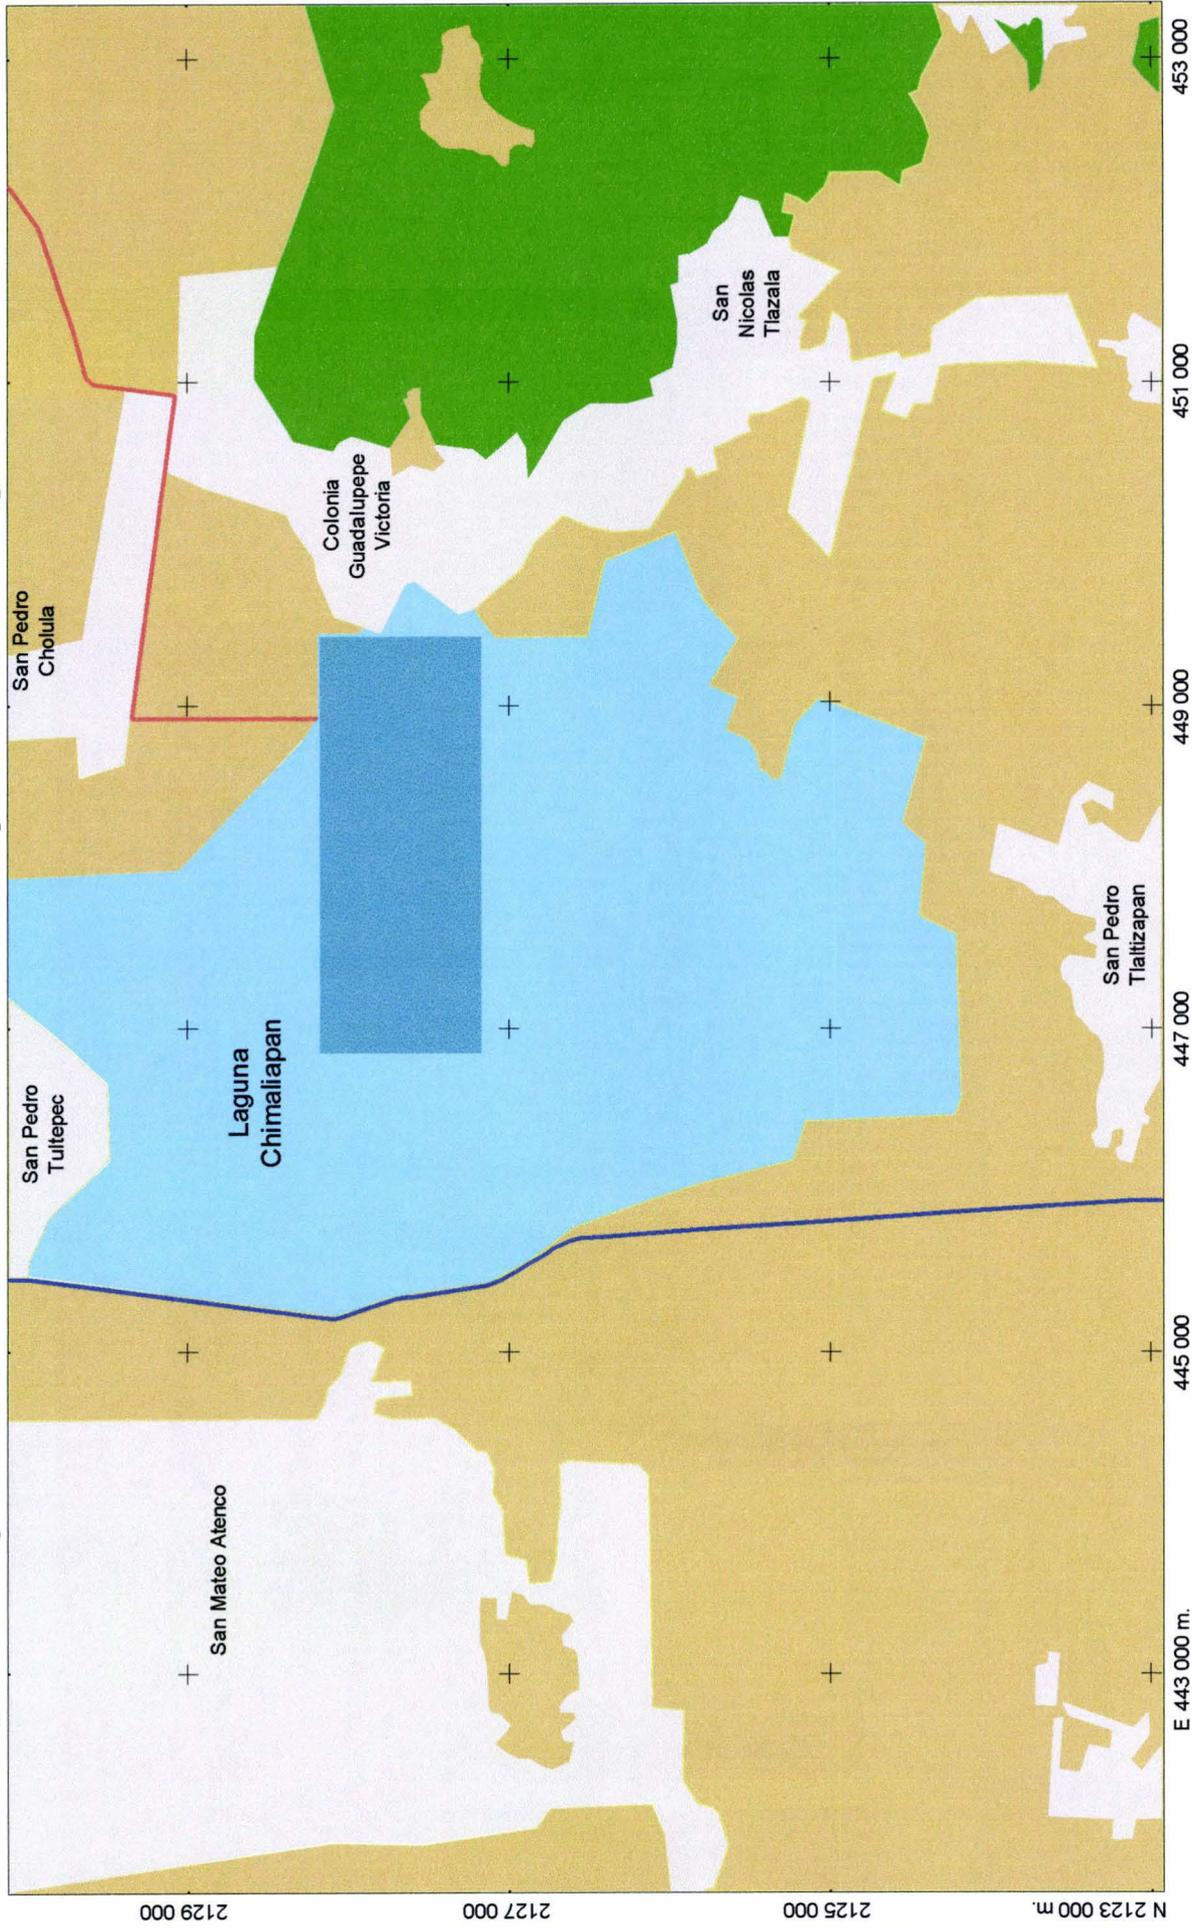 San Pedro
Tultepec
San Pedro
Cholula
2129 000
San Mateo Atenco
Laguna
Chimaliapan
Colonia
Guadalupepe
Victoria
2127 000
San
Nicolas
Tlazala
2125 000
San Pedro
Tlaltizapan
N 2123 000 m.
E 443 000 m.
445 000
447 000
449 000
451 000
453 000